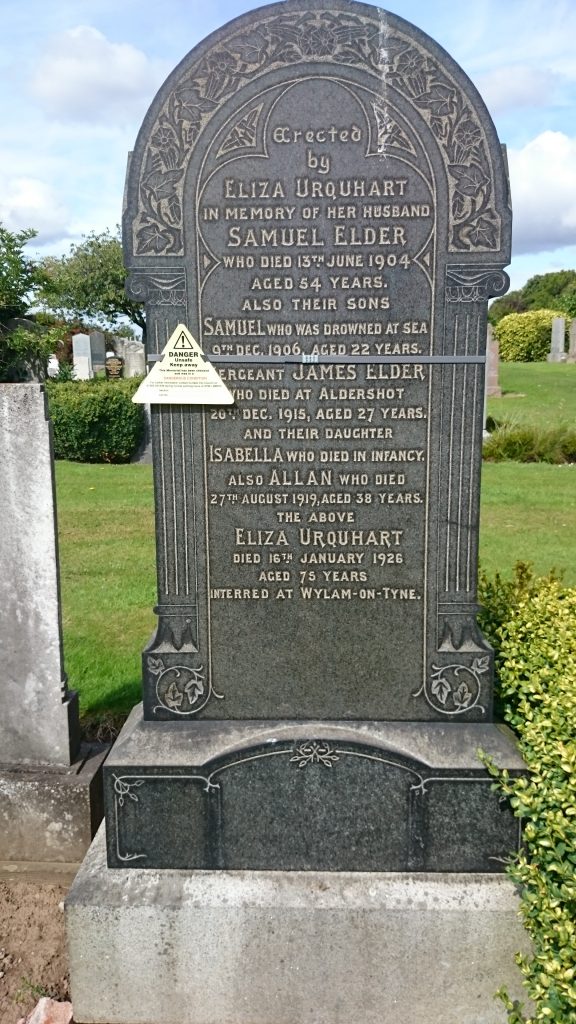 Erected
by
Eliza Urquhart
in memory of her husband
Samuel Elder
who died 13th June 1904
aged 54 years.
also their sons
Samuel who was drowned at sea
9th Dec. 1906, aged 22 years.
Sergeant James Elder
who died at Aldershot
20th Dec. 1915, aged 27 years.
and their daughter
Isabella who died in infancy.
also Allan who died
27th August 1919, aged 38 years.
the above
Eliza Urquhart
died 16th January 1926
aged 75 years
interred at Wylam-on-Tyne.
DANGER
Unsafe
Keep away